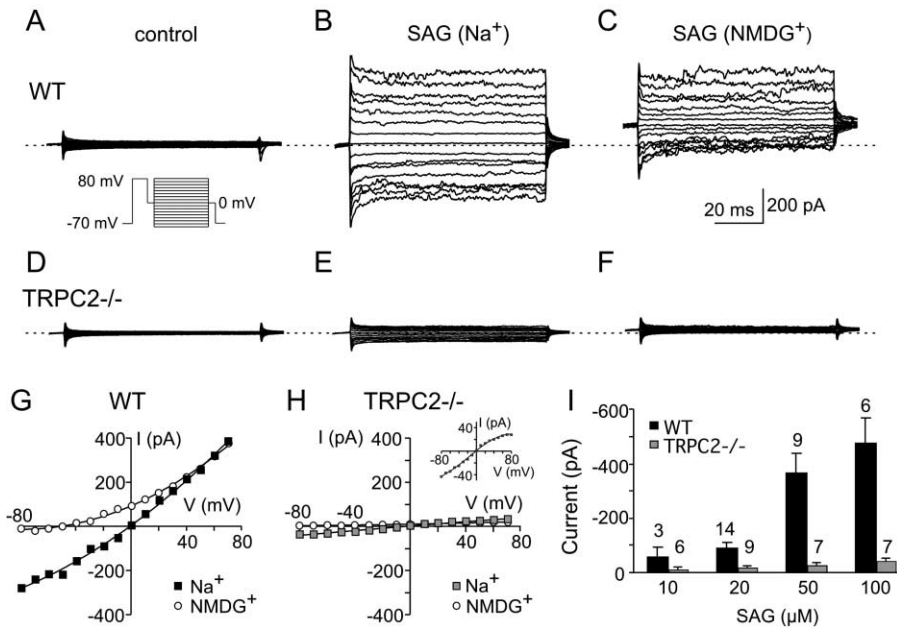 A control B SAG (Na+) C SAG (NMDG+)
WT
80 mV
0 mV
-70 mV
20 ms 200 pA
D E F
TRPC2-/-
G WT
I (pA)
400
200
V (mV)
-80 40 80
-200
-400
Na+
NMDG+
H TRPC2-/-
I (pA)
400
200
V (mV)
-80 -40 40 80
-200
-400
40 I (pA)
-80 80
V (mV)
-40
Na+
NMDG+
I
-600
-400
-200
0
Current (pA)
WT
TRPC2-/-
3 6 14 9 9 7 6 7
10 20 50 100
SAG (µM)